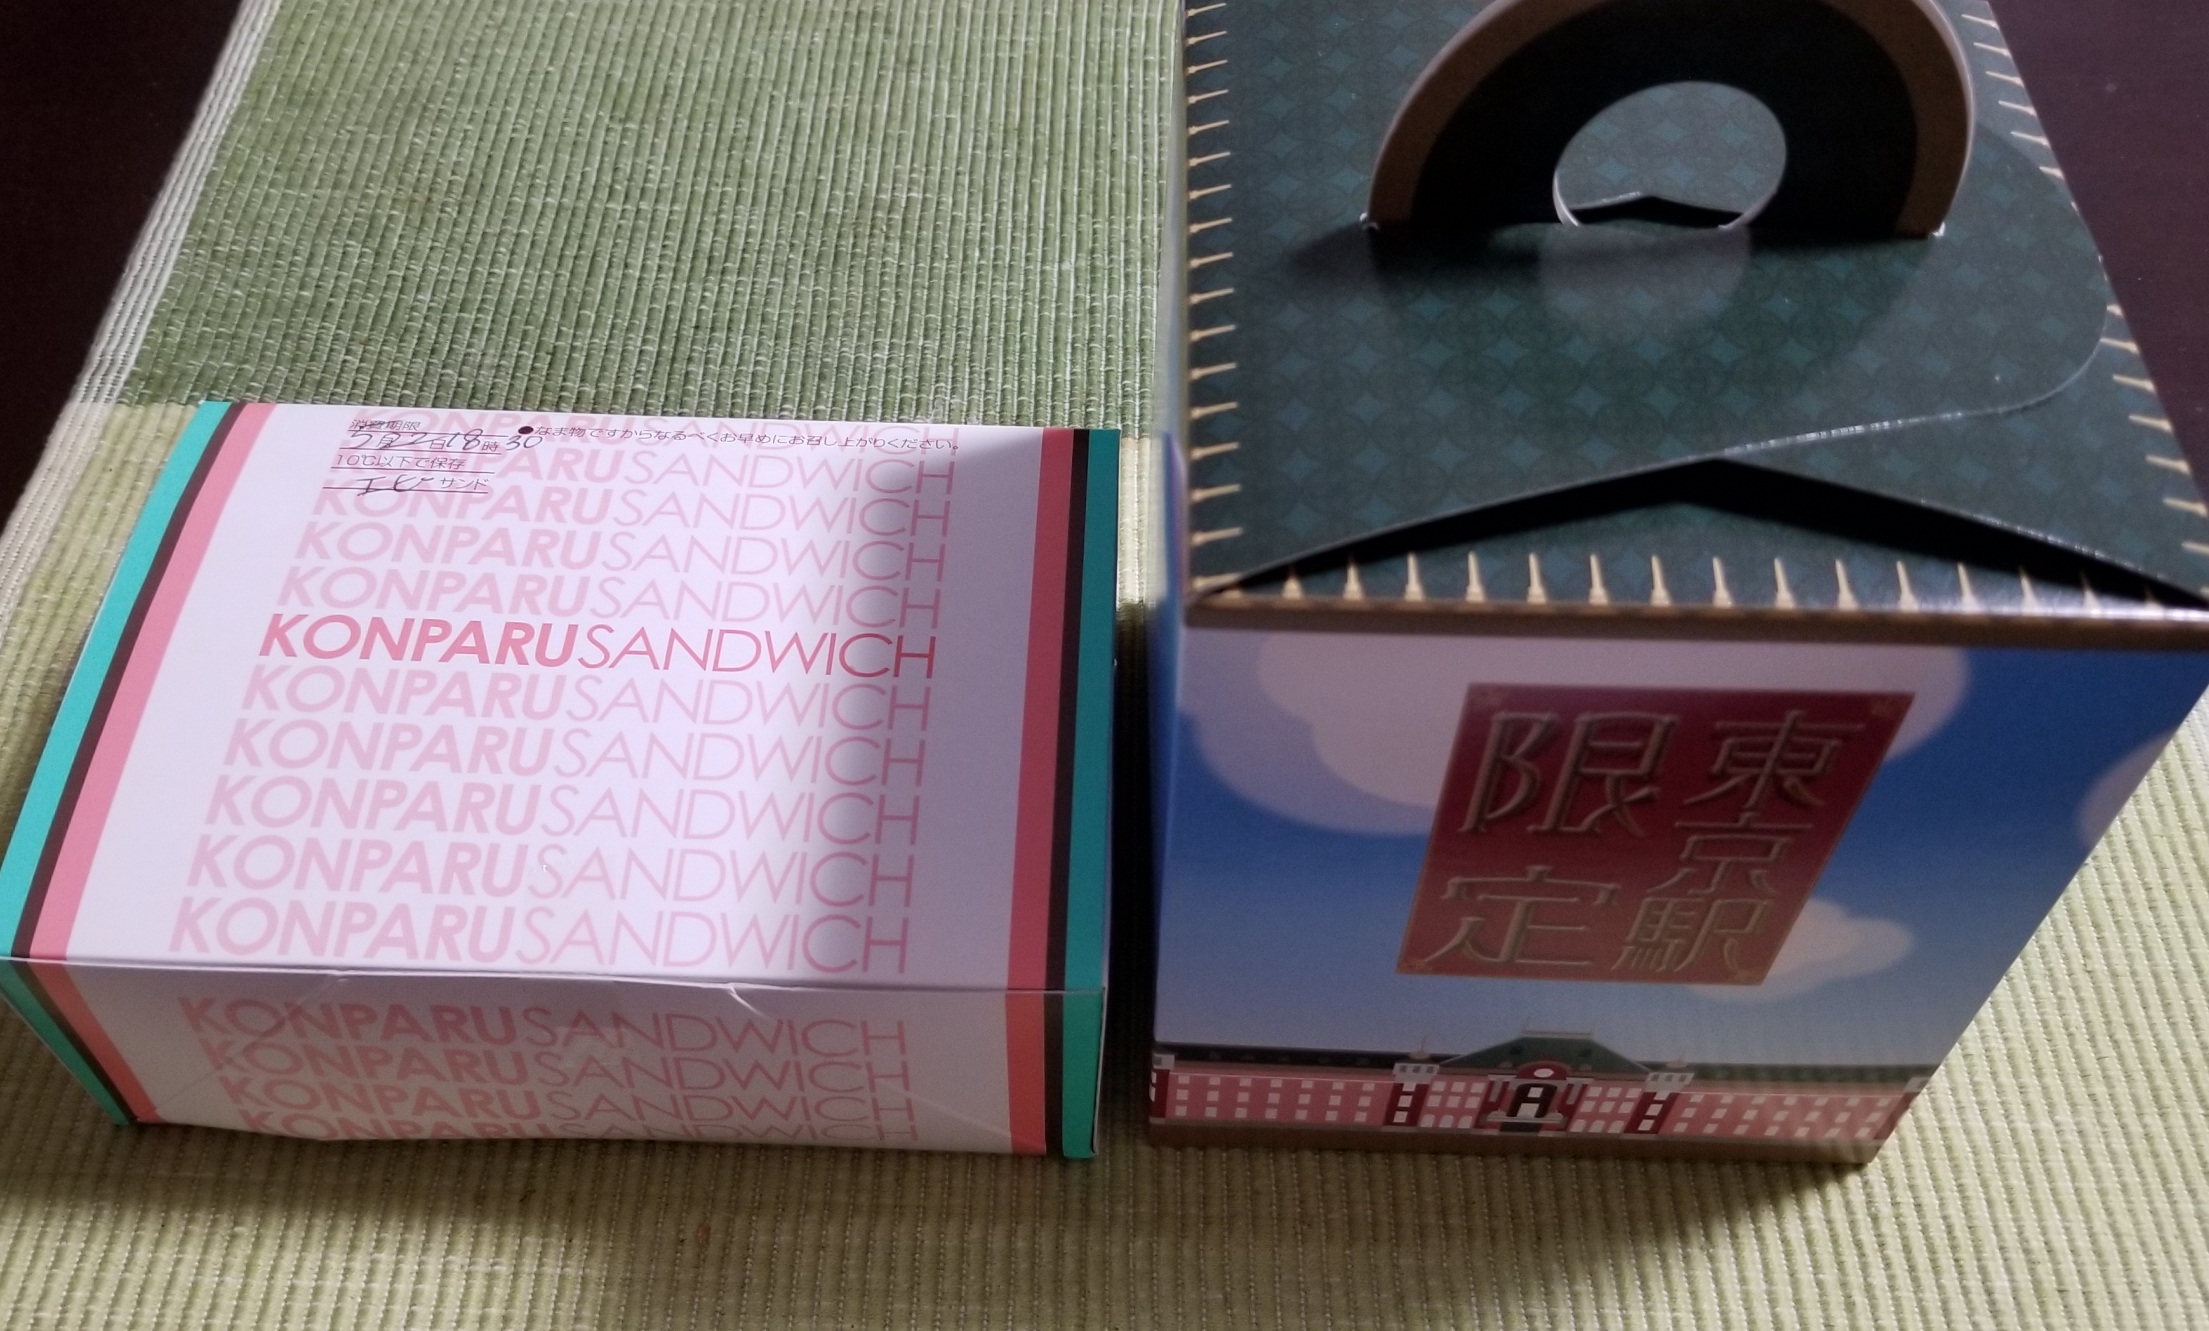 消費期限
5月2日18時30
●なま物ですからなるべくお早めにお召し上がりください。
10℃以下で保存
エビサンド
KONPARUSANDWICH
PARUSANDWICH
KONPARUSANDWICH
KONPARUSANDWICH
KONPARUSANDWICH
KONPARUSANDWICH
KONPARUSANDWICH
KONPARUSANDWICH
KONPARUSANDWICH
KONPARUSANDWICH
KONPARUSANDWICH
KONPARUSANDWICH
KONPARUSANDWICH
KONPARUSANDWICH
KONPARUSANDWICH
東京駅
限定